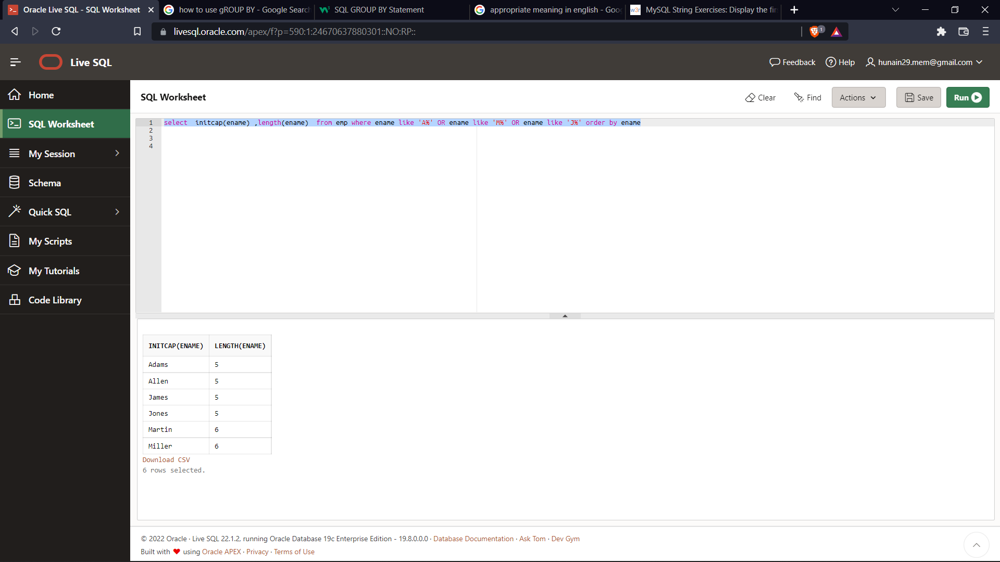 Oracle Live SQL - SQL Worksheet
how to use gROUP BY - Google Search
SQL GROUP BY Statement
appropriate meaning in english - Goo
MySQL String Exercises: Display the fir
livesql.oracle.com/apex/f?p=590:1:24670637880301::NO:RP::
1
Live SQL
Feedback
Help
hunain29.mem@gmail.com
Home
SQL Worksheet
My Session
Schema
Quick SQL
My Scripts
My Tutorials
Code Library
SQL Worksheet
Clear
Find
Actions
Save
Run
1 select initcap(ename) ,length(ename) from emp where ename like 'A%' OR ename like 'M%' OR ename like 'J%' order by ename
2
3
4
INITCAP(ENAME) LENGTH(ENAME)
Adams 5
Allen 5
James 5
Jones 5
Martin 6
Miller 6
Download CSV
6 rows selected.
© 2022 Oracle · Live SQL 22.1.2, running Oracle Database 19c Enterprise Edition - 19.8.0.0.0 · Database Documentation · Ask Tom · Dev Gym
Built with ❤ using Oracle APEX · Privacy · Terms of Use